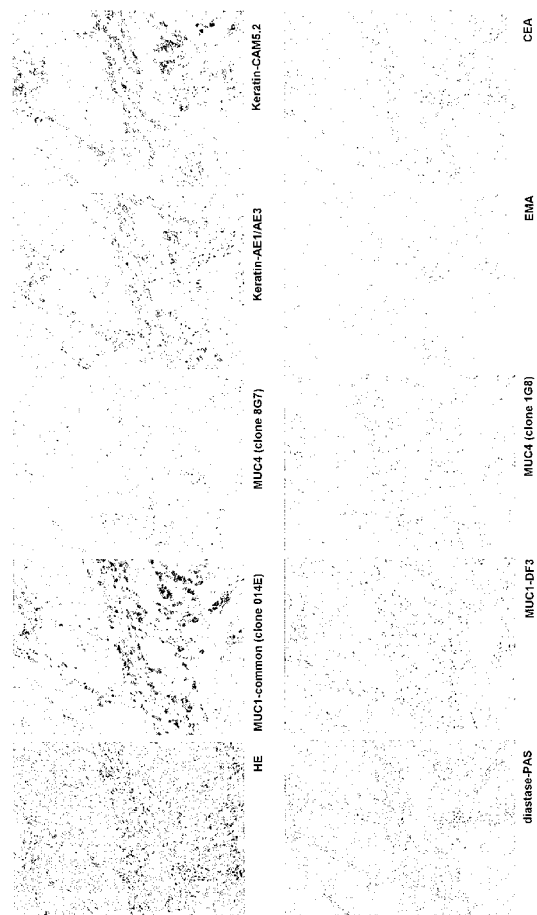 HE
MUC1-common (clone 014E)
MUC4 (clone 8G7)
Keratin-AE1/AE3
Keratin-CAM5.2
diastase-PAS
MUC1-DF3
MUC4 (clone 1G8)
EMA
CEA